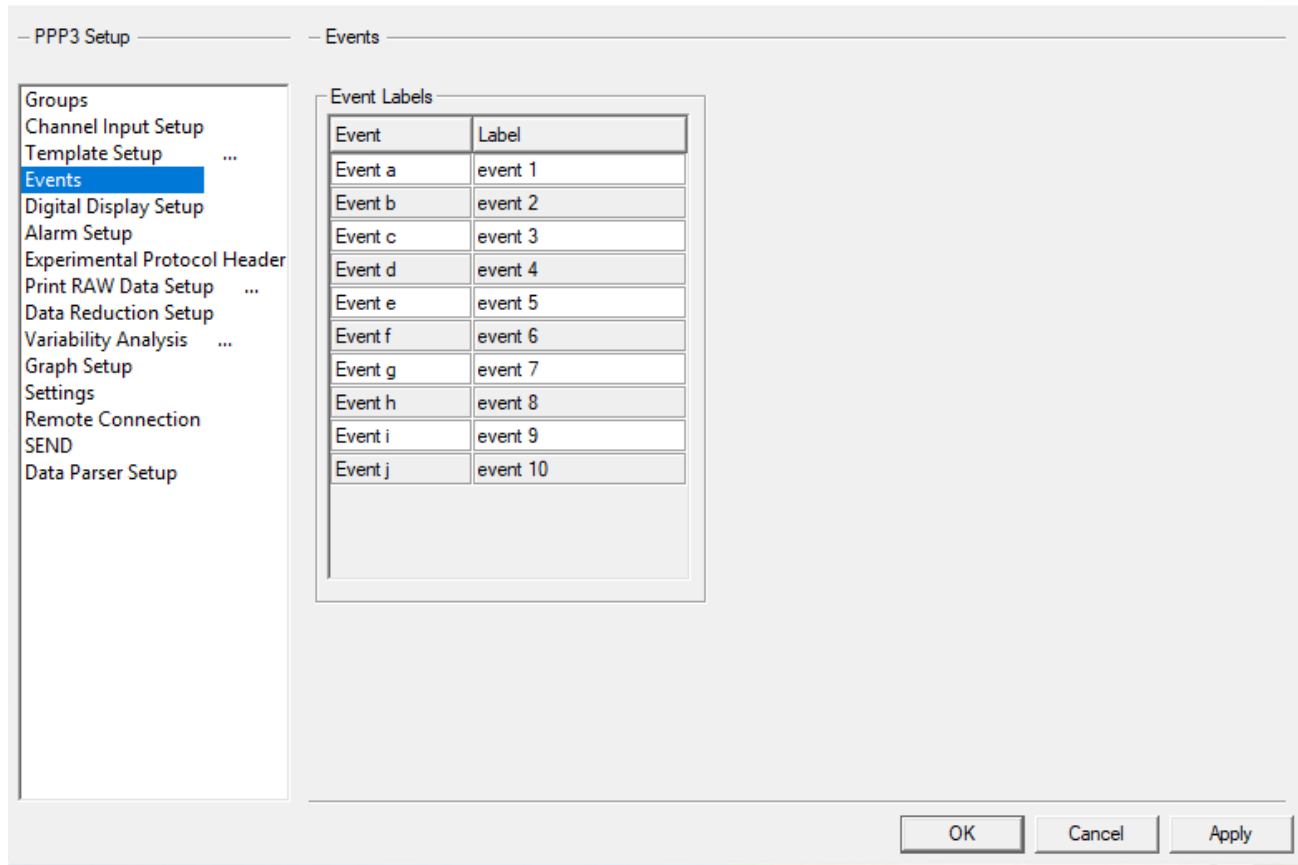 PPP3 Setup
Groups
Channel Input Setup
Template Setup ...
Events
Digital Display Setup
Alarm Setup
Experimental Protocol Header
Print RAW Data Setup ...
Data Reduction Setup
Variability Analysis ...
Graph Setup
Settings
Remote Connection
SEND
Data Parser Setup
Events
Event Labels
Event Label
Event a event 1
Event b event 2
Event c event 3
Event d event 4
Event e event 5
Event f event 6
Event g event 7
Event h event 8
Event i event 9
Event j event 10
OK Cancel Apply